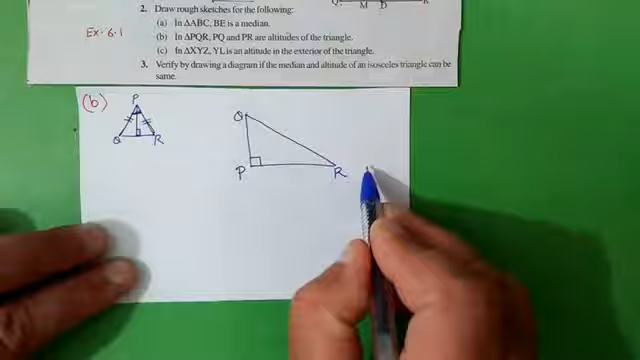 Q M D R
2. Draw rough sketches for the following:
(a) In ΔABC, BE is a median.
Ex. 6.1
(b) In ΔPQR, PQ and PR are altitudes of the triangle.
(c) In ΔXYZ, YL is an altitude in the exterior of the triangle.
3. Verify by drawing a diagram if the median and altitude of an isosceles triangle can be
same.
(b)
P
Q R
Q
P R